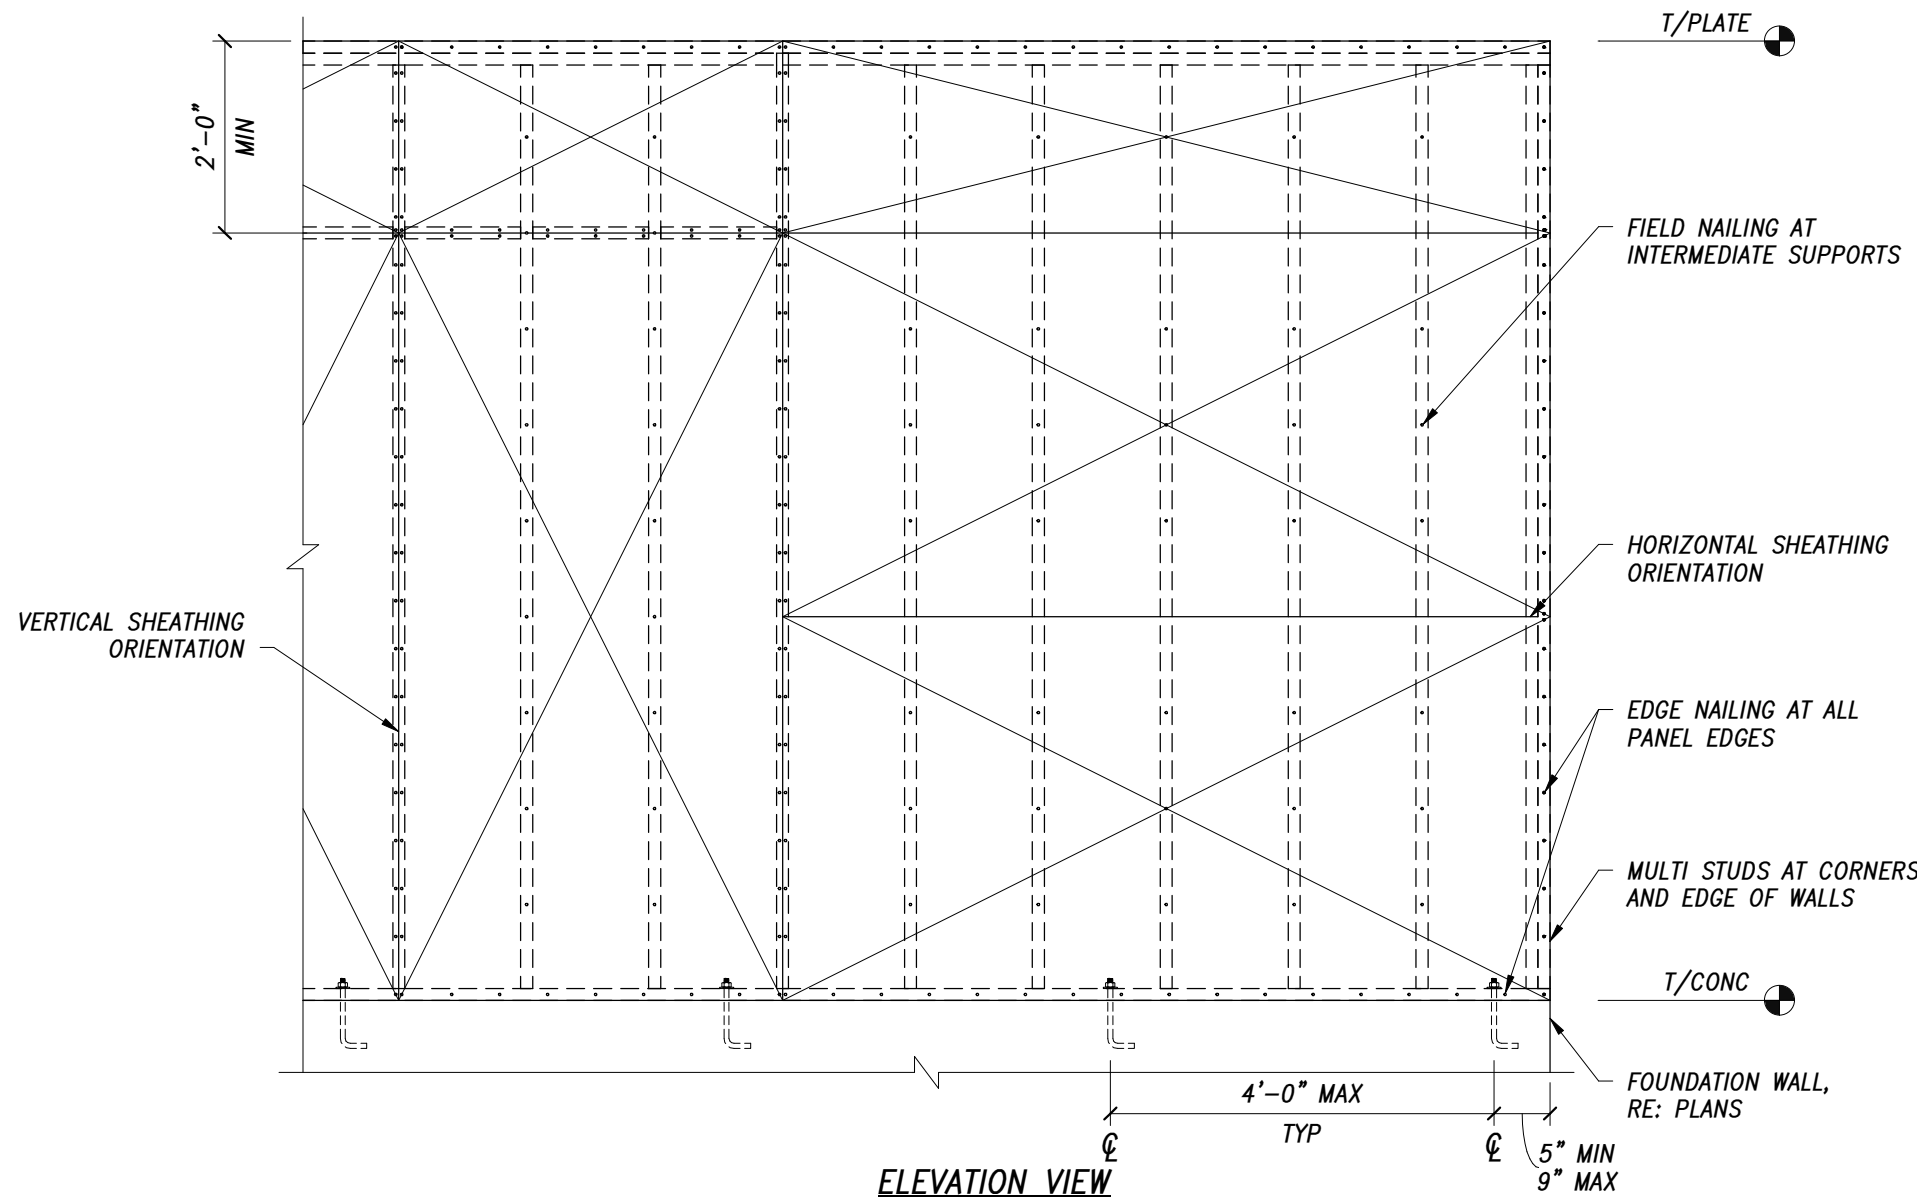 T/PLATE
2'-0"
MIN
FIELD NAILING AT
INTERMEDIATE SUPPORTS
HORIZONTAL SHEATHING
ORIENTATION
VERTICAL SHEATHING
ORIENTATION
EDGE NAILING AT ALL
PANEL EDGES
MULTI STUDS AT CORNERS
AND EDGE OF WALLS
T/CONC
FOUNDATION WALL,
RE: PLANS
4'-0" MAX
TYP
℄
℄
5" MIN
9" MAX
ELEVATION VIEW